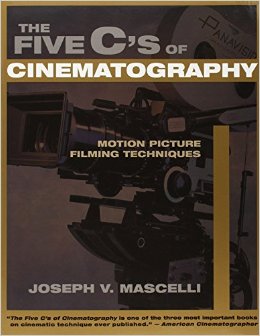 THE
FIVE C'S OF
CINEMATOGRAPHY
PANAVISION
MOTION PICTURE
FILMING TECHNIQUES
JOSEPH V. MASCELLI
"The Five C's of Cinematography is one of the three most important books
on cinematic technique ever published." — American Cinematographer